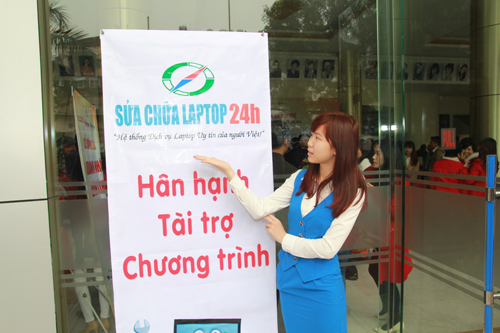 SỬA CHỮA LAPTOP 24h
"Hệ thống Dịch vụ Laptop Uy tín của người Việt!"
Hân hạnh
Tài trợ
Chương trình